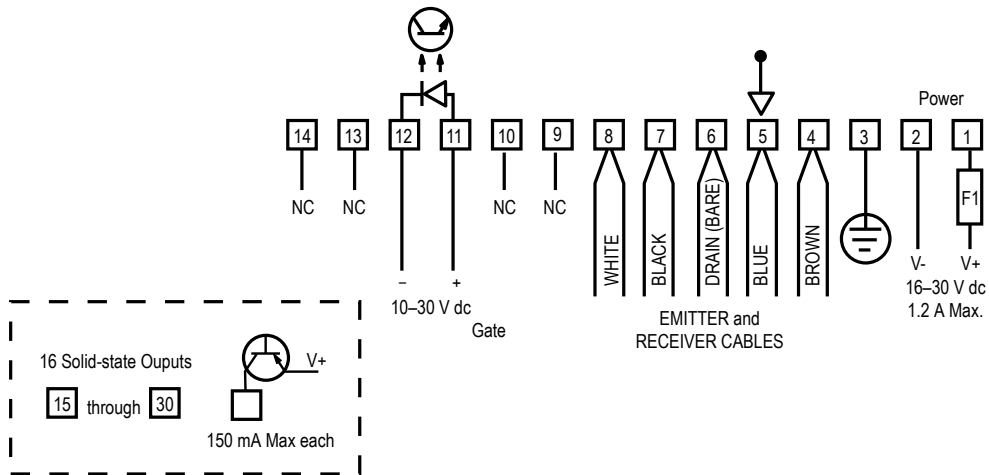 Power
14 13 12 11 10 9 8 7 6 5 4 3 2 1
F1
NC NC NC NC
WHITE
BLACK
DRAIN (BARE)
BLUE
BROWN
– +
10–30 V dc
Gate
EMITTER and
RECEIVER CABLES
V- V+
16–30 V dc
1.2 A Max.
16 Solid-state Ouputs
15 through 30
V+
150 mA Max each